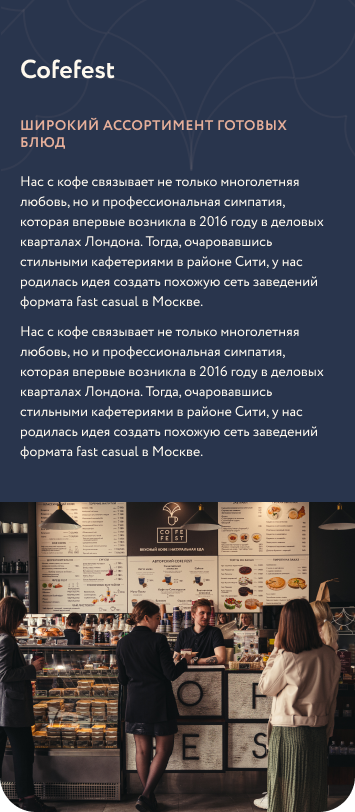 Cofefest
ШИРОКИЙ АССОРТИМЕНТ ГОТОВЫХ
БЛЮД
Нас с кофе связывает не только многолетняя
любовь, но и профессиональная симпатия,
которая впервые возникла в 2016 году в деловых
кварталах Лондона. Тогда, очаровавшись
стильными кафетериями в районе Сити, у нас
родилась идея создать похожую сеть заведений
формата fast casual в Москве.
Нас с кофе связывает не только многолетняя
любовь, но и профессиональная симпатия,
которая впервые возникла в 2016 году в деловых
кварталах Лондона. Тогда, очаровавшись
стильными кафетериями в районе Сити, у нас
родилась идея создать похожую сеть заведений
формата fast casual в Москве.
COFE
FEST
ВКУСНЫЙ КОФЕ НАТУРАЛЬНАЯ ЕДА
АВТОРСКИЙ COFEFEST
O F
E S